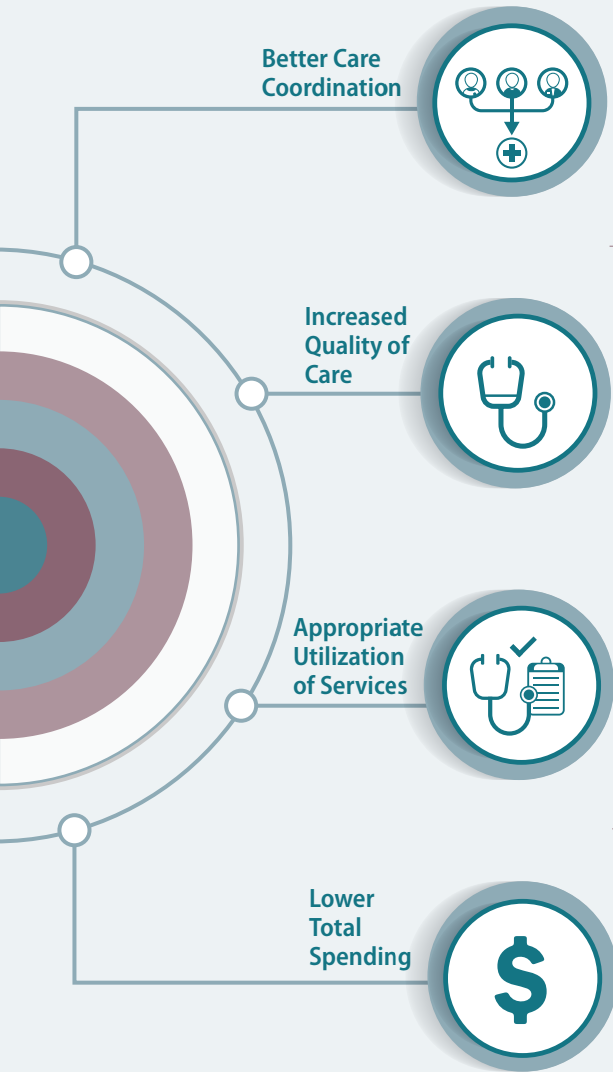 Better Care
Coordination
Increased
Quality of
Care
Appropriate
Utilization
of Services
Lower
Total
Spending
$